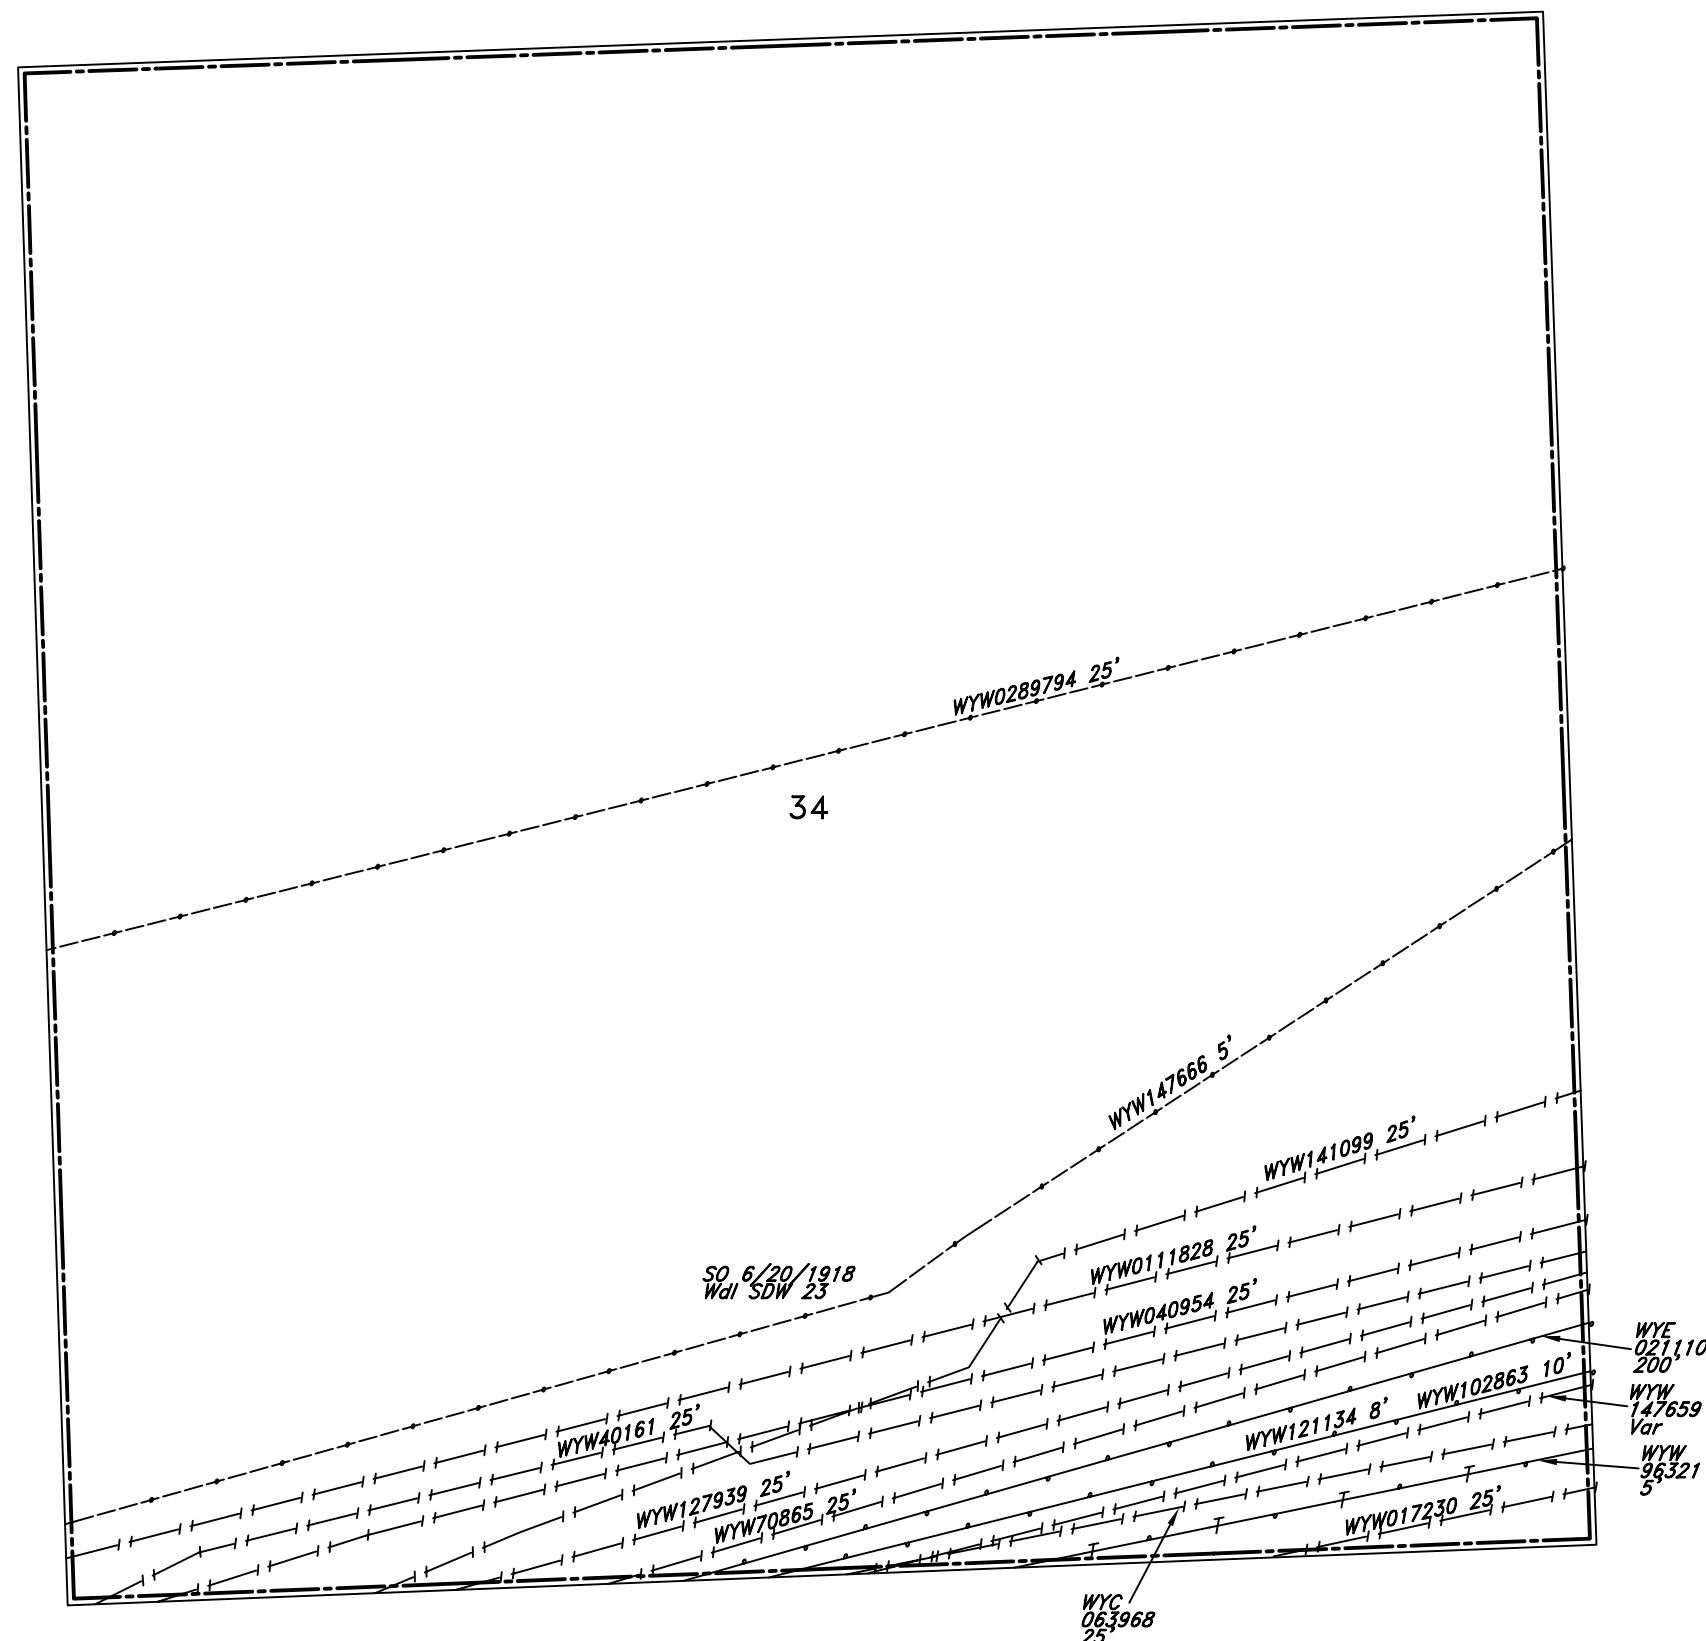 WYW0289794 25'
34
WYW147666 5'
WYW141099 25'
SO 6/20/1918
Wdl SDW 23
WYW0111828 25'
WYW040954 25'
WYE
021110
200'
WYW102863 10'
WYW
147659
Var
WYW40161 25'
WYW121134 8'
WYW
96321
5'
WYW127939 25'
WYW70865 25'
WYW017230 25'
WYC
063968
25'